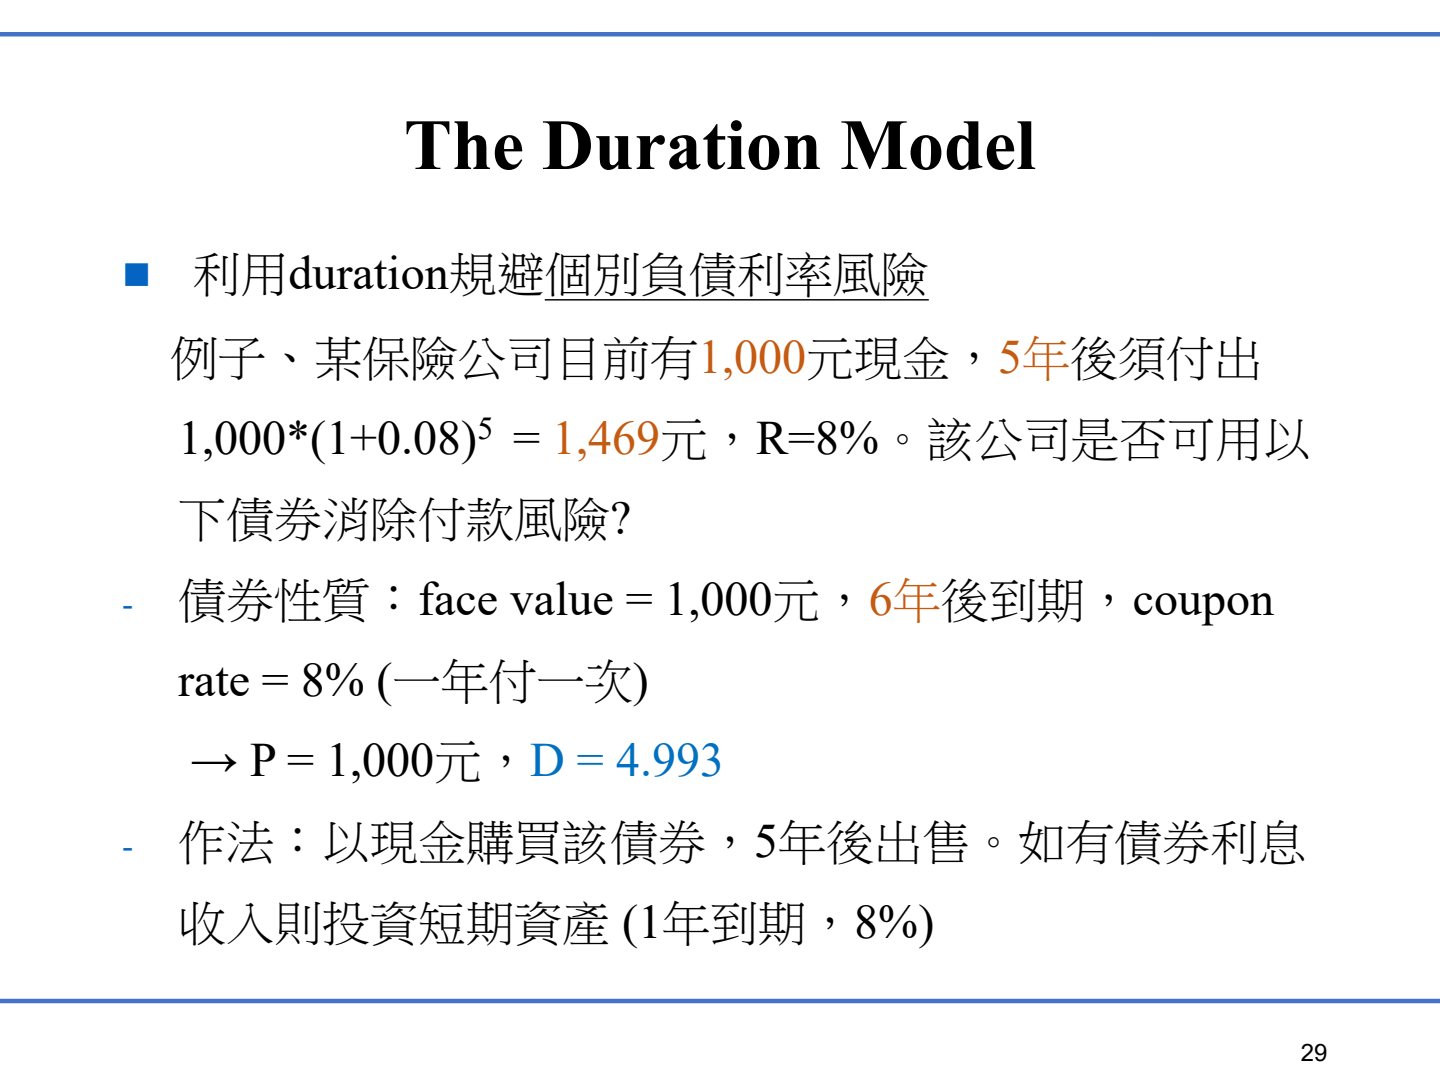 The Duration Model
■ 利用duration規避個別負債利率風險
例子、某保險公司目前有1,000元現金，5年後須付出
1,000*(1+0.08)⁵ = 1,469元，R=8%。該公司是否可用以
下債券消除付款風險?
- 債券性質：face value = 1,000元，6年後到期，coupon
rate = 8% (一年付一次)
→ P = 1,000元，D = 4.993
- 作法：以現金購買該債券，5年後出售。如有債券利息
收入則投資短期資產 (1年到期，8%)
29